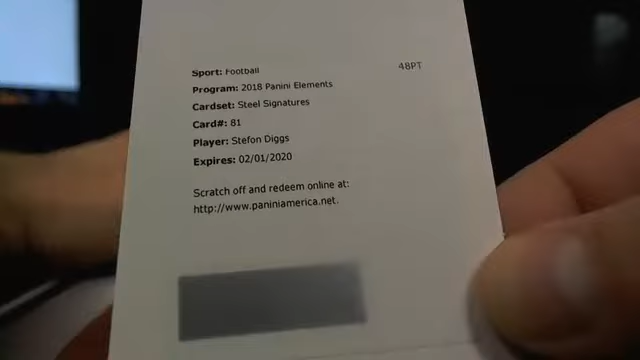 Sport: Football
48PT
Program: 2018 Panini Elements
Cardset: Steel Signatures
Card#: 81
Player: Stefon Diggs
Expires: 02/01/2020
Scratch off and redeem online at:
http://www.paniniamerica.net.